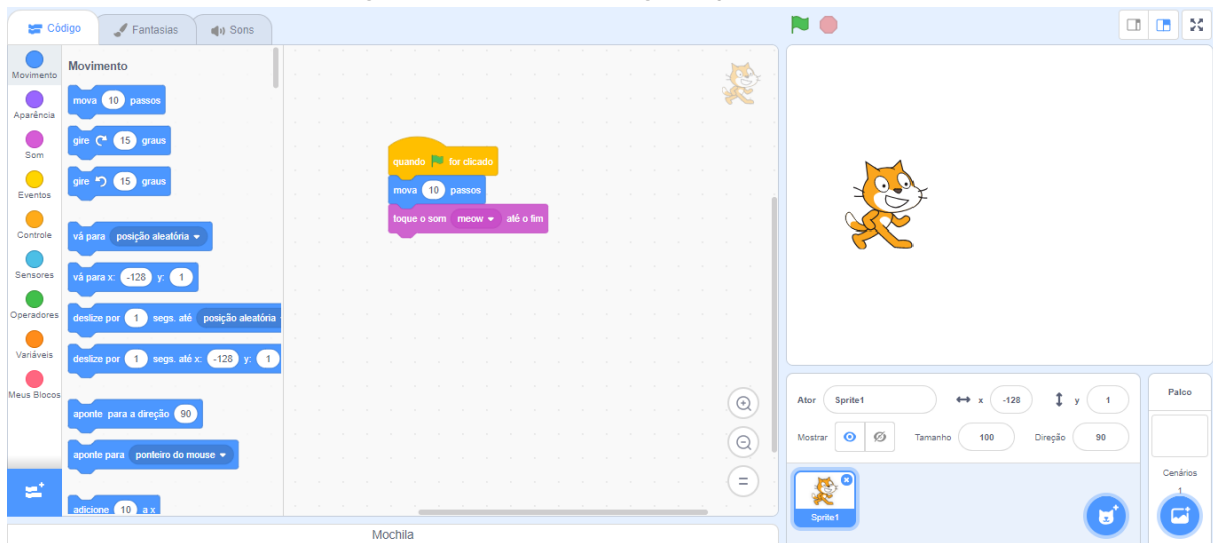 Código
Fantasias
Sons
Movimento
Aparência
Som
Eventos
Controle
Sensores
Operadores
Variáveis
Meus Blocos
Movimento
mova 10 passos
gire 15 graus
gire 15 graus
vá para posição aleatória
vá para x: -128 y: 1
deslize por 1 segs. até posição aleatória
deslize por 1 segs. até x: -128 y: 1
aponte para a direção 90
aponte para ponteiro do mouse
adicione 10 a x
quando for clicado
mova 10 passos
toque o som meow até o fim
Mochila
Ator Sprite1 x -128 y 1
Mostrar Tamanho 100 Direção 90
Sprite1
Palco
Cenários
1